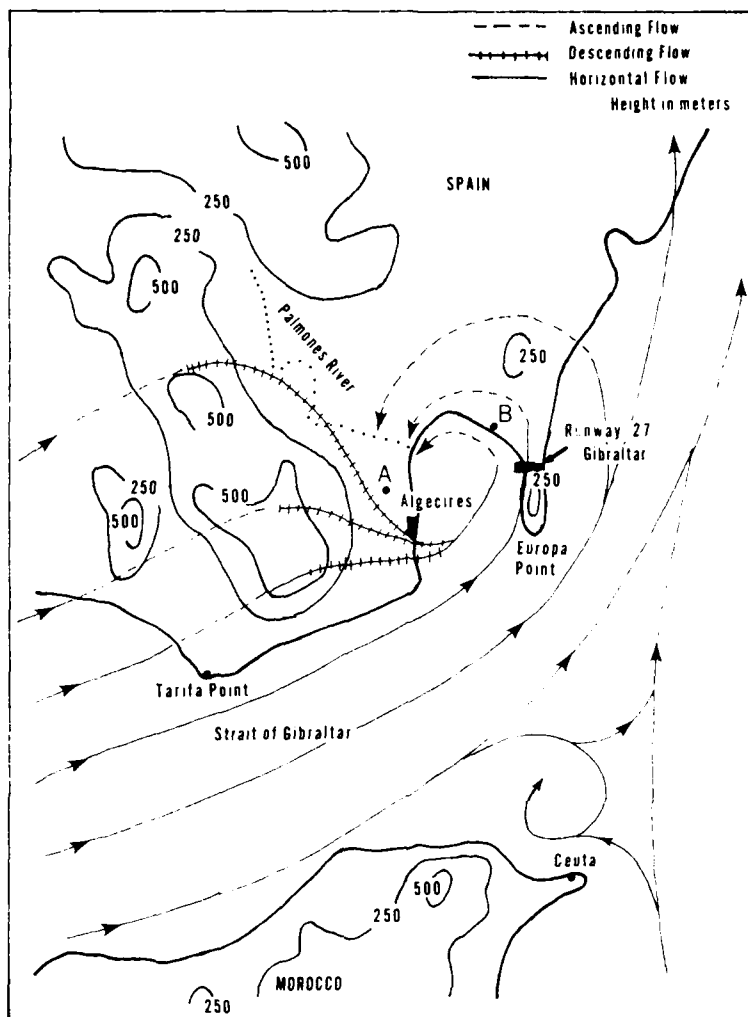 Ascending Flow
Descending Flow
Horizontal Flow
Height in meters
500
SPAIN
250
250
500
Palmones River
250
B
500
Runway 27
Gibraltar
A
250
500
250
500
Algecires
Europa
Point
Tarifa Point
Strait of Gibraltar
Ceuta
500
250
MOROCCO
250